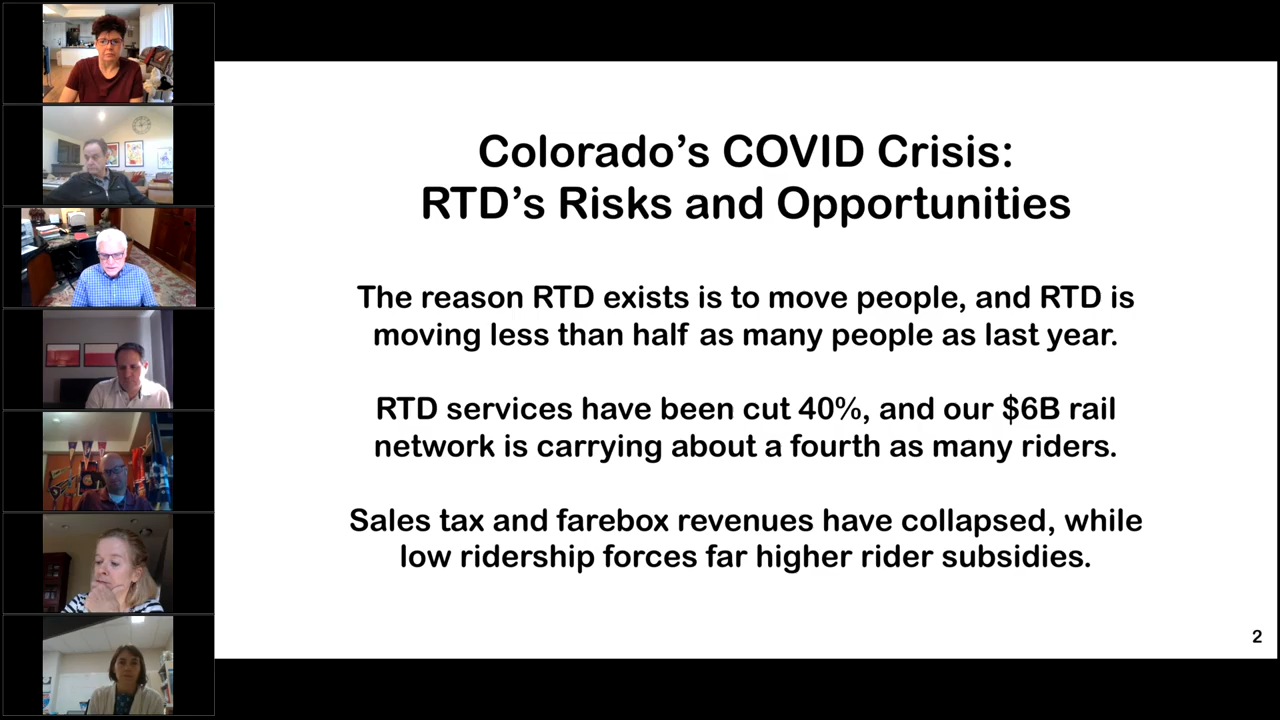 Colorado’s COVID Crisis:
RTD’s Risks and Opportunities
The reason RTD exists is to move people, and RTD is
moving less than half as many people as last year.
RTD services have been cut 40%, and our $6B rail
network is carrying about a fourth as many riders.
Sales tax and farebox revenues have collapsed, while
low ridership forces far higher rider subsidies.
2